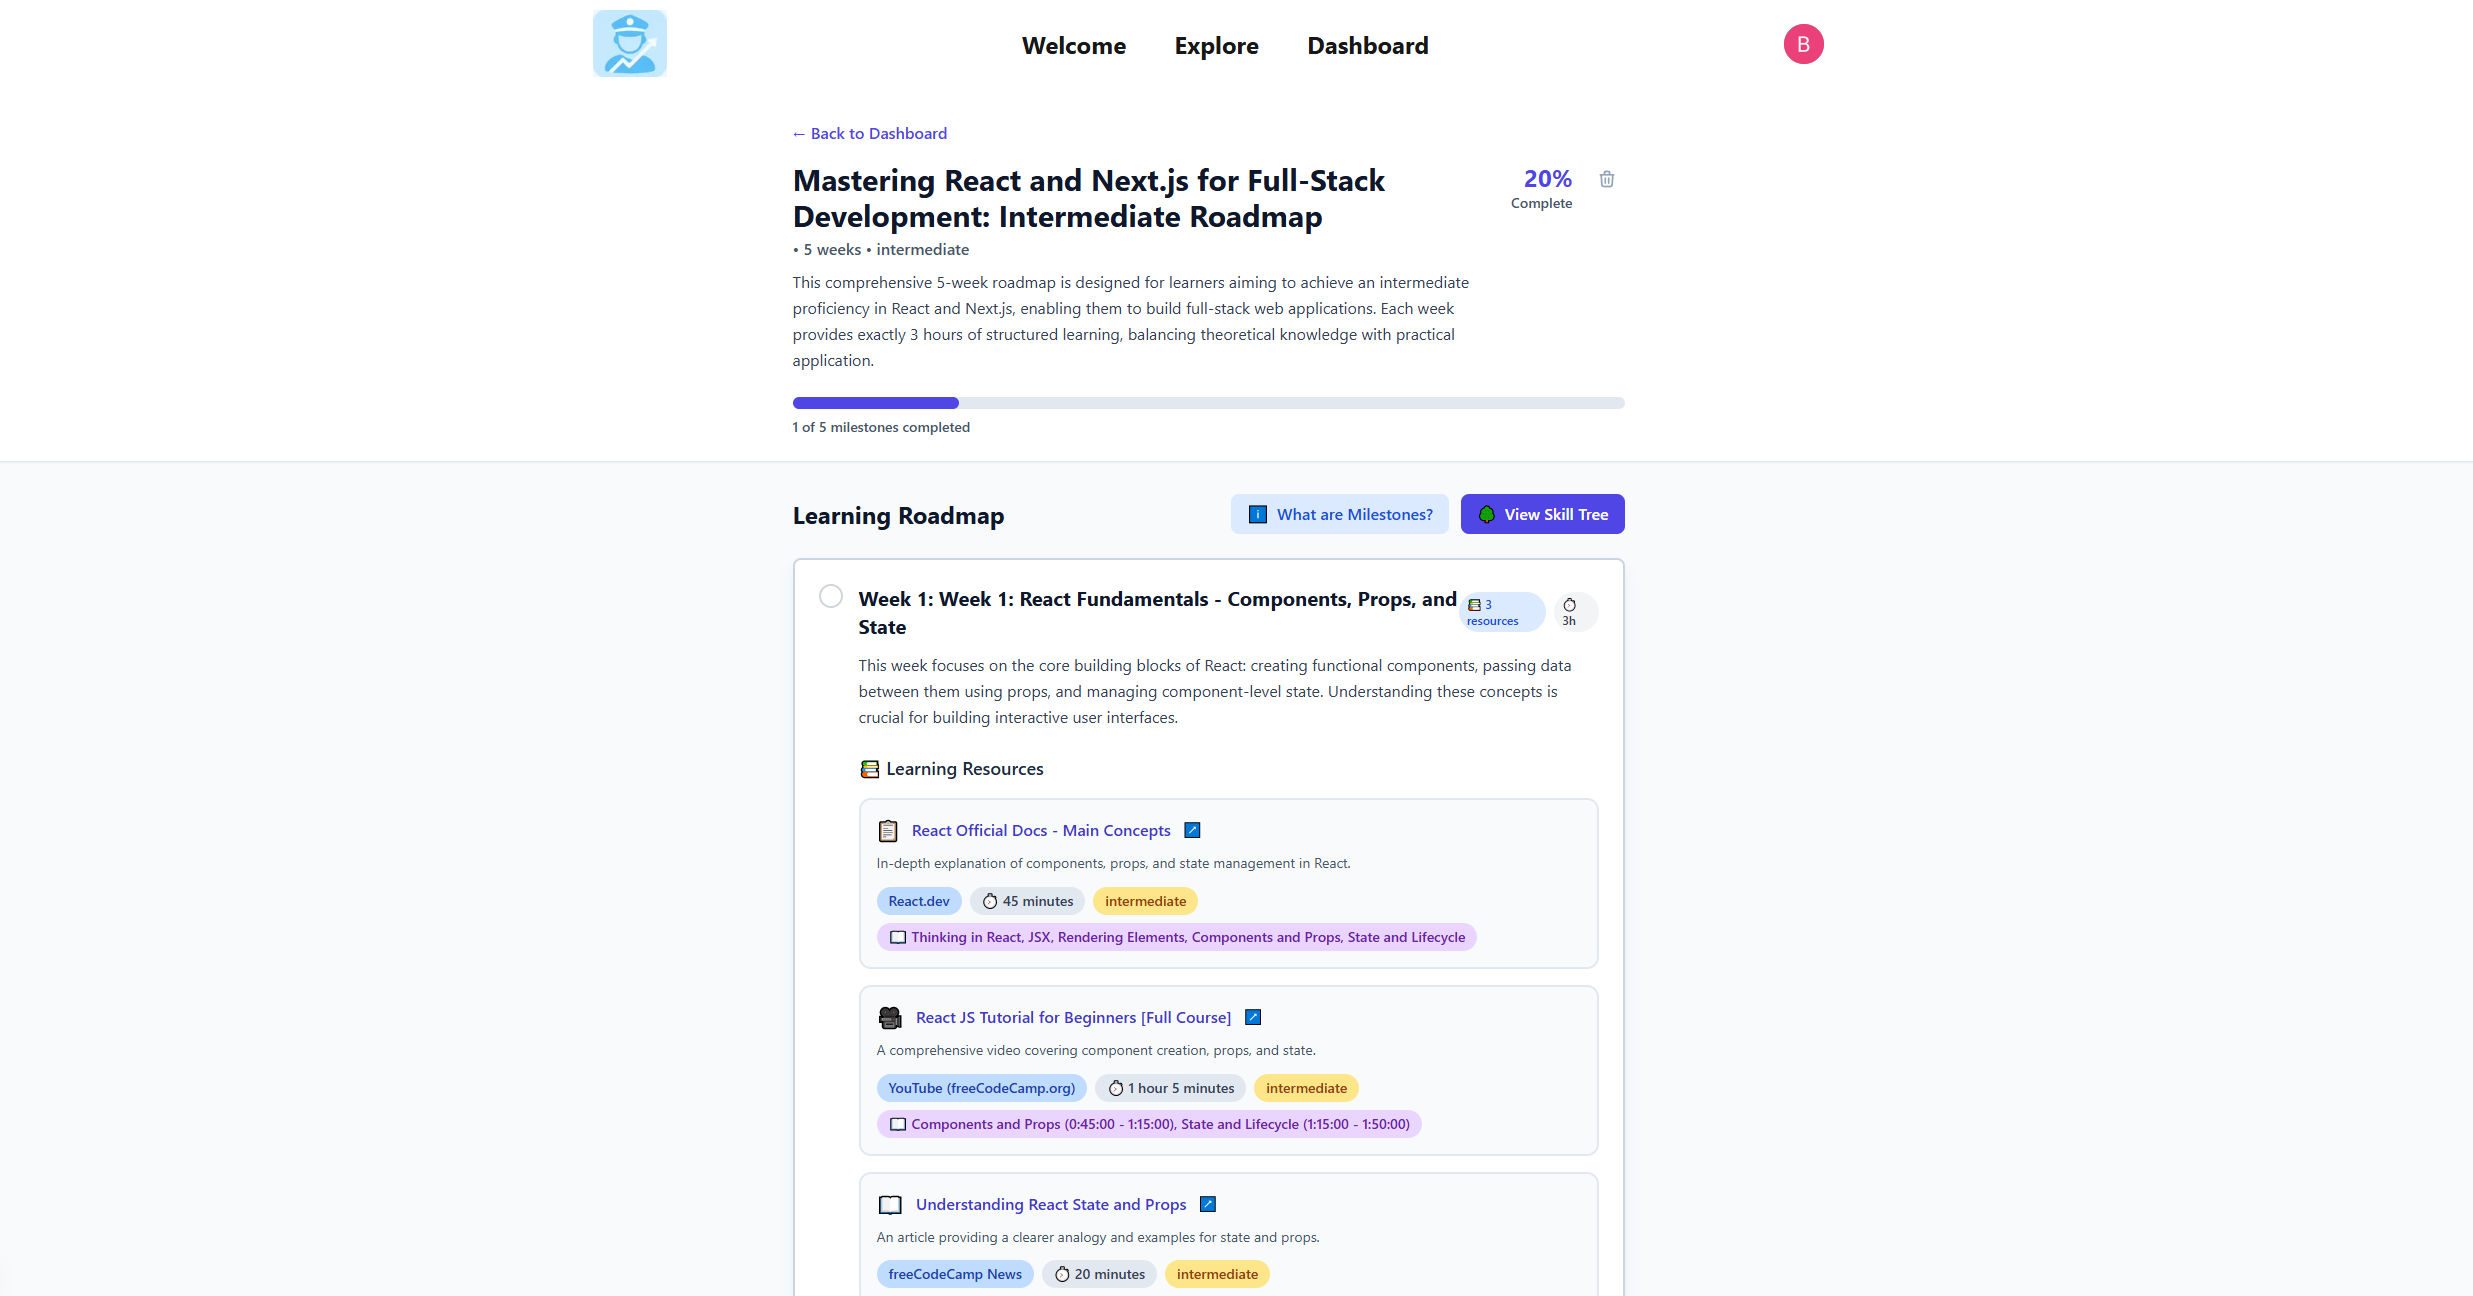 Welcome
Explore
Dashboard
B
← Back to Dashboard
Mastering React and Next.js for Full-Stack
Development: Intermediate Roadmap
20%
Complete
• 5 weeks • intermediate
This comprehensive 5-week roadmap is designed for learners aiming to achieve an intermediate
proficiency in React and Next.js, enabling them to build full-stack web applications. Each week
provides exactly 3 hours of structured learning, balancing theoretical knowledge with practical
application.
1 of 5 milestones completed
Learning Roadmap
What are Milestones?
View Skill Tree
Week 1: Week 1: React Fundamentals - Components, Props, and
State
3
resources
3h
This week focuses on the core building blocks of React: creating functional components, passing data
between them using props, and managing component-level state. Understanding these concepts is
crucial for building interactive user interfaces.
Learning Resources
React Official Docs - Main Concepts
In-depth explanation of components, props, and state management in React.
React.dev
45 minutes
intermediate
Thinking in React, JSX, Rendering Elements, Components and Props, State and Lifecycle
React JS Tutorial for Beginners [Full Course]
A comprehensive video covering component creation, props, and state.
YouTube (freeCodeCamp.org)
1 hour 5 minutes
intermediate
Components and Props (0:45:00 - 1:15:00), State and Lifecycle (1:15:00 - 1:50:00)
Understanding React State and Props
An article providing a clearer analogy and examples for state and props.
freeCodeCamp News
20 minutes
intermediate